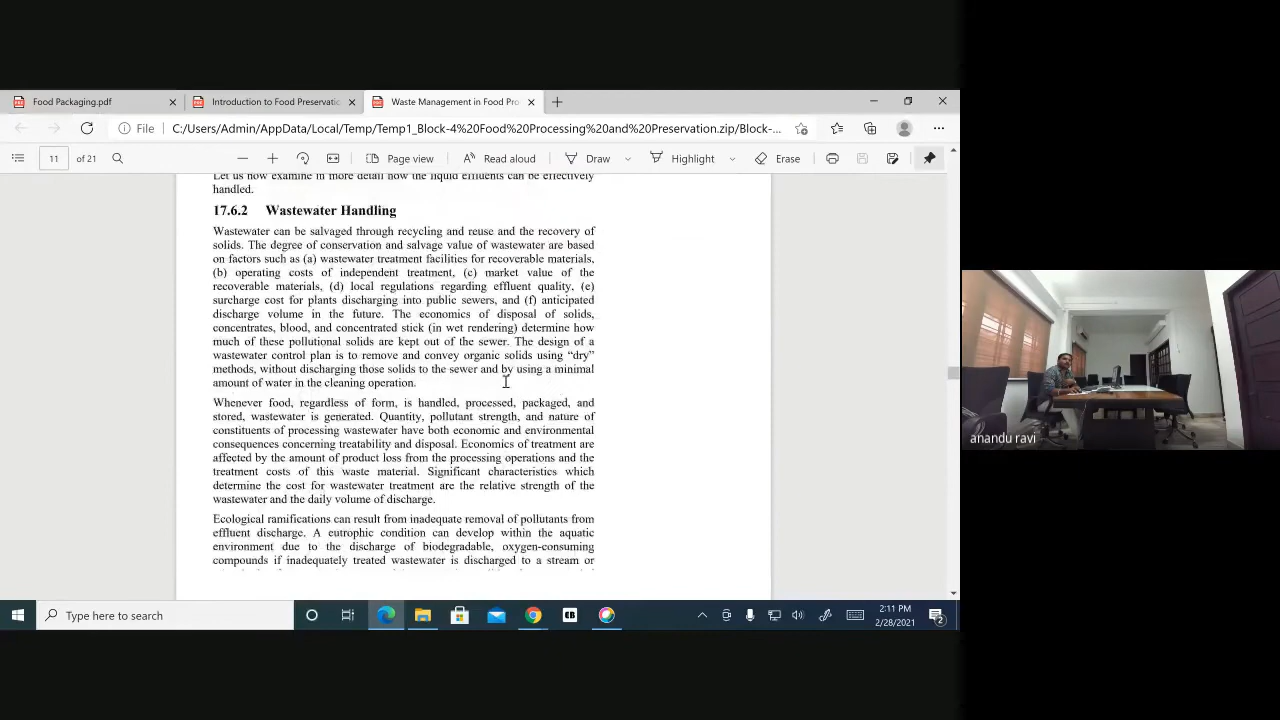 Food Packaging.pdf
Introduction to Food Preservatio
Waste Management in Food Pro
File
C:/Users/Admin/AppData/Local/Temp/Temp1_Block-4%20Food%20Processing%20and%20Preservation.zip/Block-...
11 of 21
Page view
Read aloud
Draw
Highlight
Erase
Let us now examine in more detail how the liquid effluents can be effectively
handled.
17.6.2 Wastewater Handling
Wastewater can be salvaged through recycling and reuse and the recovery of
solids. The degree of conservation and salvage value of wastewater are based
on factors such as (a) wastewater treatment facilities for recoverable materials,
(b) operating costs of independent treatment, (c) market value of the
recoverable materials, (d) local regulations regarding effluent quality, (e)
surcharge cost for plants discharging into public sewers, and (f) anticipated
discharge volume in the future. The economics of disposal of solids,
concentrates, blood, and concentrated stick (in wet rendering) determine how
much of these pollutional solids are kept out of the sewer. The design of a
wastewater control plan is to remove and convey organic solids using “dry”
methods, without discharging those solids to the sewer and by using a minimal
amount of water in the cleaning operation.
Whenever food, regardless of form, is handled, processed, packaged, and
stored, wastewater is generated. Quantity, pollutant strength, and nature of
constituents of processing wastewater have both economic and environmental
consequences concerning treatability and disposal. Economics of treatment are
affected by the amount of product loss from the processing operations and the
treatment costs of this waste material. Significant characteristics which
determine the cost for wastewater treatment are the relative strength of the
wastewater and the daily volume of discharge.
Ecological ramifications can result from inadequate removal of pollutants from
effluent discharge. A eutrophic condition can develop within the aquatic
environment due to the discharge of biodegradable, oxygen-consuming
compounds if inadequately treated wastewater is discharged to a stream or
anandu ravi
Type here to search
2:11 PM
2/28/2021
2